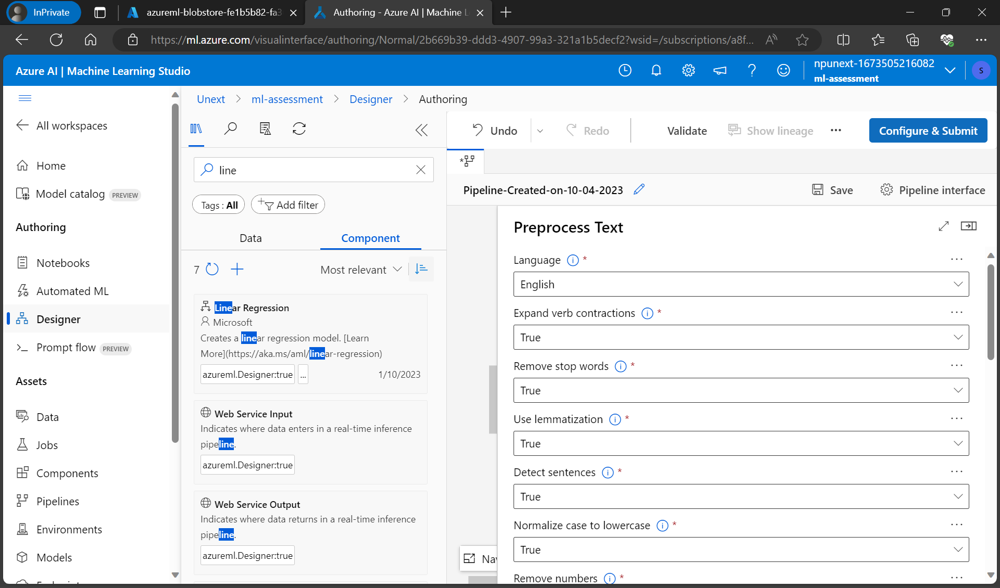 InPrivate
azureml-blobstore-fe1b5b82-fa3
Authoring - Azure AI | Machine L
https://ml.azure.com/visualinterface/authoring/Normal/2b669b39-ddd3-4907-99a3-321a1b5decf2?wsid=/subscriptions/a8f...
Azure AI | Machine Learning Studio
npunext-1673505216082
ml-assessment
S
All workspaces
Home
Model catalog PREVIEW
Authoring
Notebooks
Automated ML
Designer
Prompt flow PREVIEW
Assets
Data
Jobs
Components
Pipelines
Environments
Models
Unext > ml-assessment > Designer > Authoring
line
Tags : All
Add filter
Data
Component
7
Most relevant
Linear Regression
Microsoft
Creates a linear regression model. [Learn
More](https://aka.ms/aml/linear-regression)
azureml.Designer:true ... 1/10/2023
Web Service Input
Indicates where data enters in a real-time inference
pipeline.
azureml.Designer:true
Web Service Output
Indicates where data returns in a real-time inference
pipeline.
azureml.Designer:true
Undo
Redo
Validate
Show lineage
...
Configure & Submit
Pipeline-Created-on-10-04-2023
Save
Pipeline interface
Nav
Preprocess Text
Language *
English
Expand verb contractions *
True
Remove stop words *
True
Use lemmatization *
True
Detect sentences *
True
Normalize case to lowercase *
True
Remove numbers *